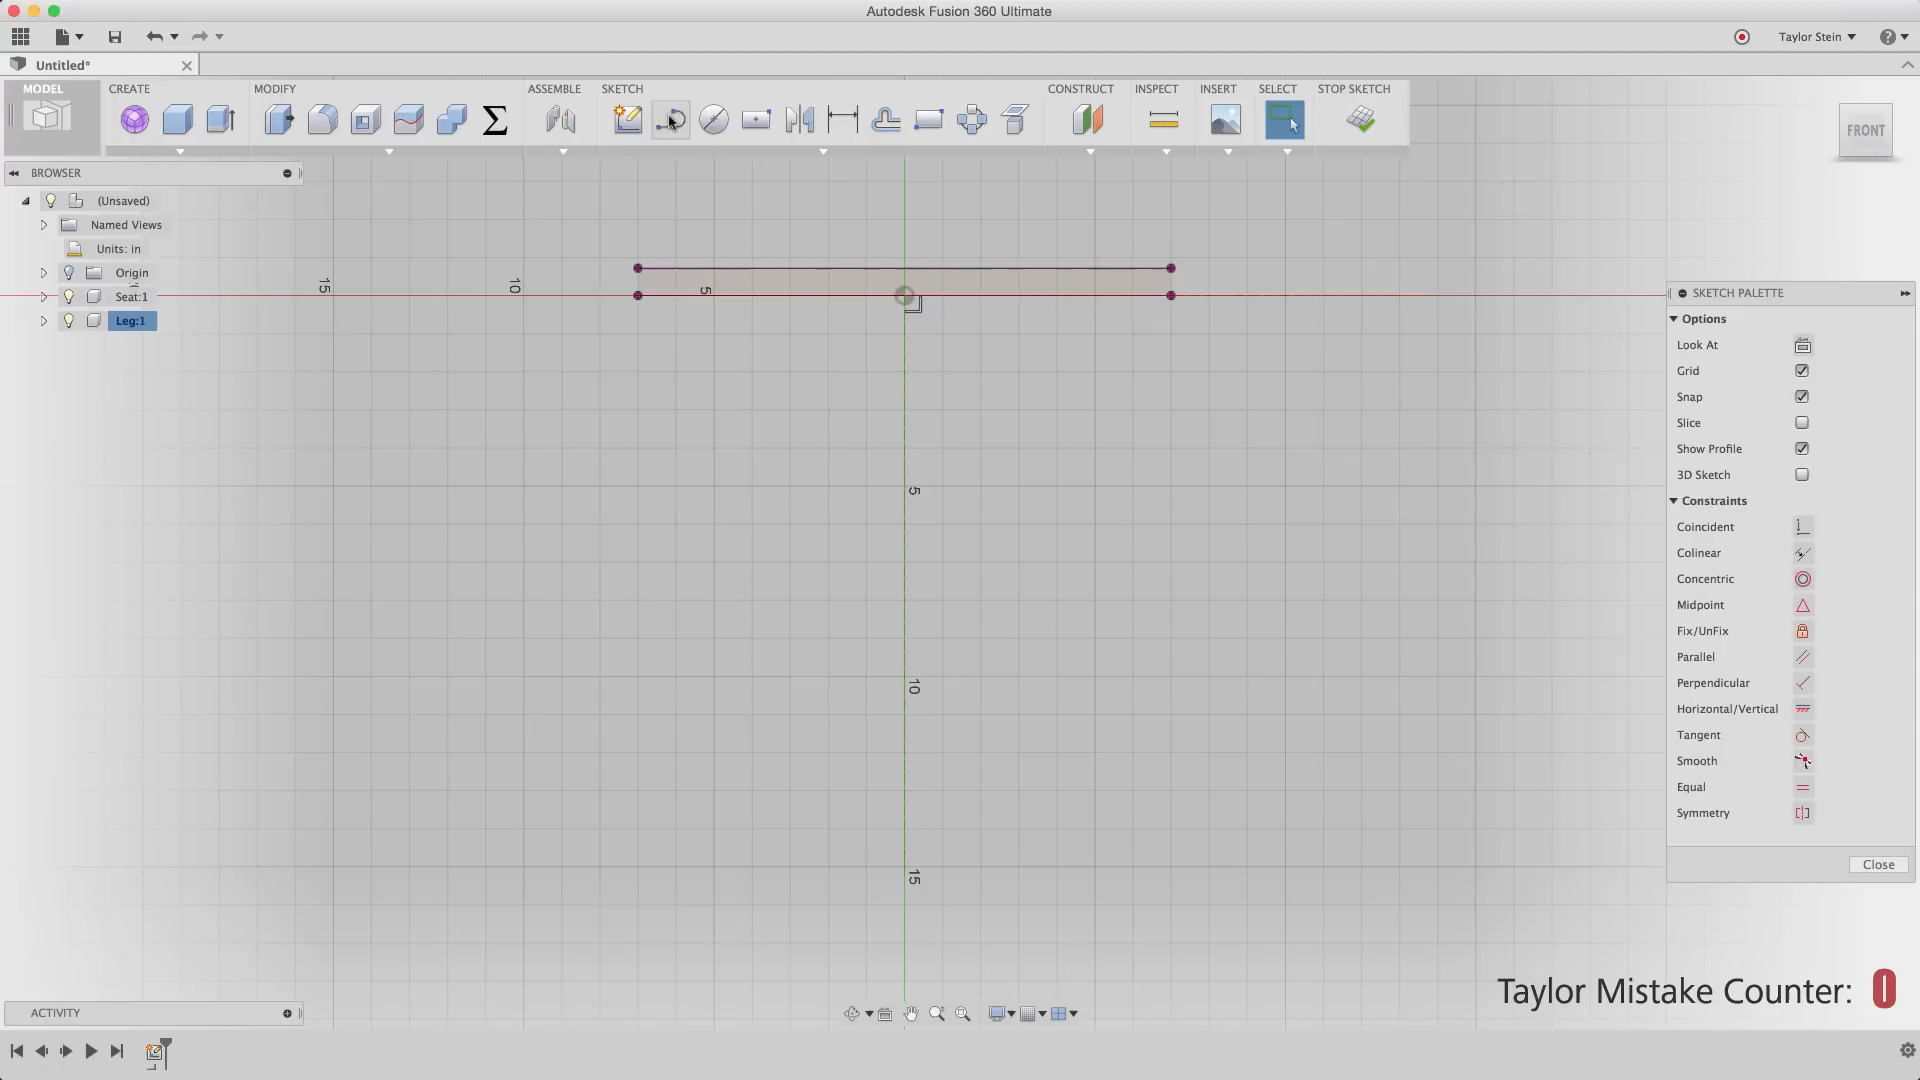 Autodesk Fusion 360 Ultimate
Taylor Stein
Untitled*
MODEL
CREATE
MODIFY
ASSEMBLE
SKETCH
CONSTRUCT
INSPECT
INSERT
SELECT
STOP SKETCH
FRONT
BROWSER
(Unsaved)
Named Views
Units: in
Origin
Seat:1
Leg:1
15
10
5
5
10
15
SKETCH PALETTE
Options
Look At
Grid
Snap
Slice
Show Profile
3D Sketch
Constraints
Coincident
Colinear
Concentric
Midpoint
Fix/UnFix
Parallel
Perpendicular
Horizontal/Vertical
Tangent
Smooth
Equal
Symmetry
Close
Taylor Mistake Counter: 0
ACTIVITY